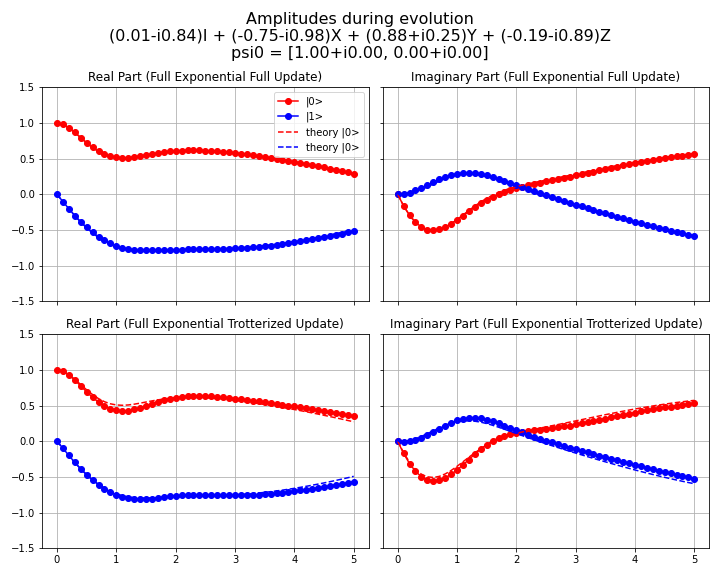 Amplitudes during evolution
(0.01-i0.84)I + (-0.75-i0.98)X + (0.88+i0.25)Y + (-0.19-i0.89)Z
psi0 = [1.00+i0.00, 0.00+i0.00]
Real Part (Full Exponential Full Update)
Imaginary Part (Full Exponential Full Update)
1.5
1.0
0.5
0.0
−0.5
−1.0
−1.5
|0>
|1>
theory |0>
theory |0>
Real Part (Full Exponential Trotterized Update)
Imaginary Part (Full Exponential Trotterized Update)
1.5
1.0
0.5
0.0
−0.5
−1.0
−1.5
0 1 2 3 4 5
0 1 2 3 4 5